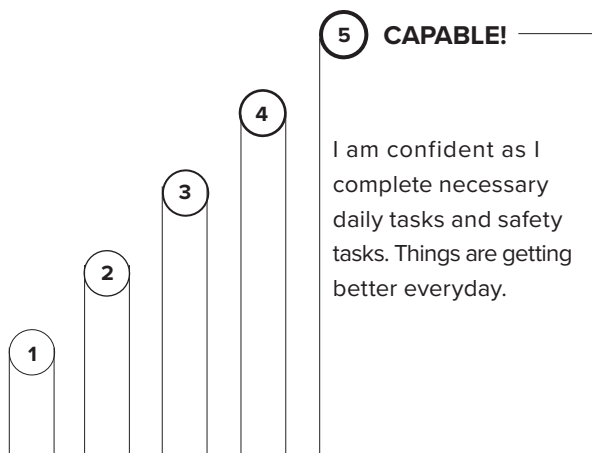 5 CAPABLE!
4
I am confident as I
complete necessary
3
daily tasks and safety
tasks. Things are getting
2
better everyday.
1